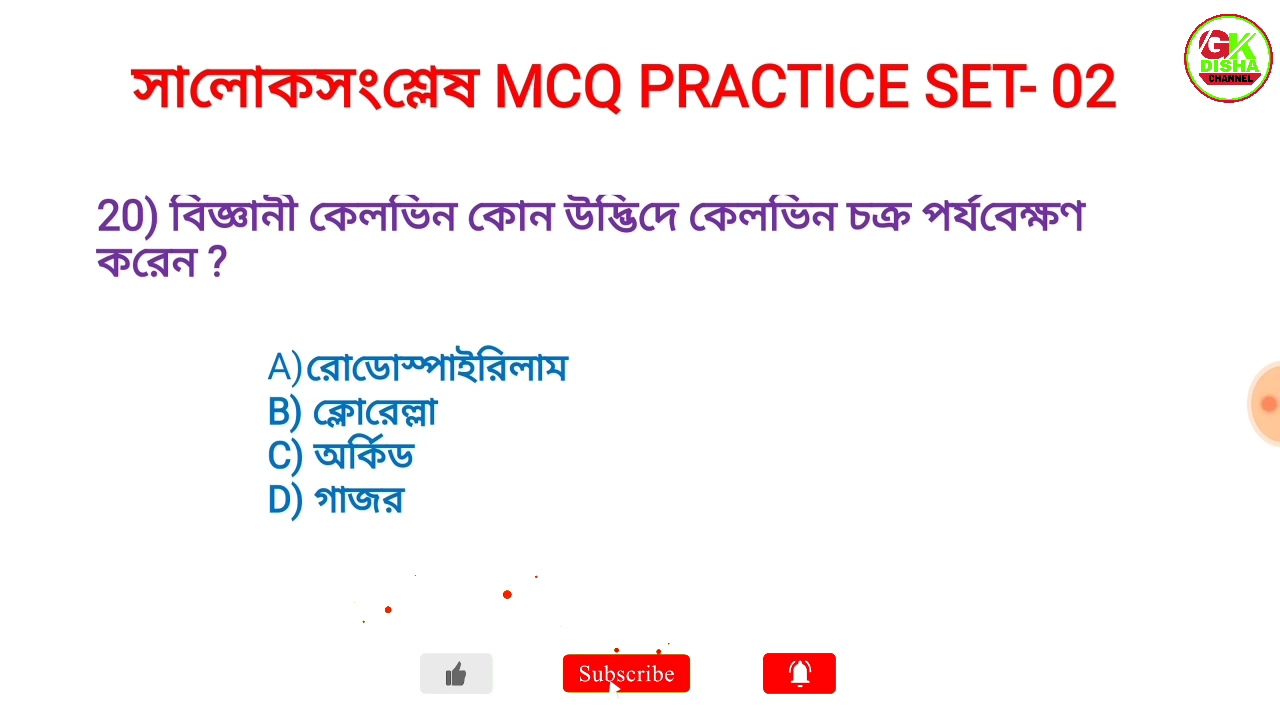 সালোকসংশ্লেষ MCQ PRACTICE SET- 02
GK
DISHA
CHANNEL
20) বিজ্ঞানী কেলভিন কোন উদ্ভিদে কেলভিন চক্র পর্যবেক্ষণ
করেন ?
A)রোডোস্পাইরিলাম
B) ক্লোরেল্লা
C) অর্কিড
D) গাজর
Subscribe